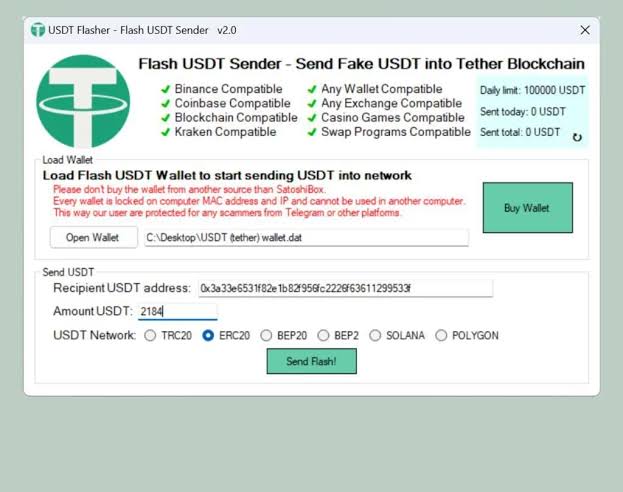 USDT Flasher - Flash USDT Sender v2.0
Flash USDT Sender - Send Fake USDT into Tether Blockchain
Binance Compatible
Coinbase Compatible
Blockchain Compatible
Kraken Compatible
Any Wallet Compatible
Any Exchange Compatible
Casino Games Compatible
Swap Programs Compatible
Daily limit: 100000 USDT
Sent today: 0 USDT
Sent total: 0 USDT
Load Wallet
Load Flash USDT Wallet to start sending USDT into network
Please don't buy the wallet from another source than SatoshiBox.
Every wallet is locked on computer MAC address and IP and cannot be used in another computer.
This way our user are protected for any scammers from Telegram or other platforms.
Buy Wallet
Open Wallet C:\Desktop\USDT (tether) wallet.dat
Send USDT
Recipient USDT address: 0x3a33e6531f82e1b82f956fc2226f63611299533f
Amount USDT: 2184
USDT Network: TRC20 ERC20 BEP20 BEP2 SOLANA POLYGON
Send Flash!